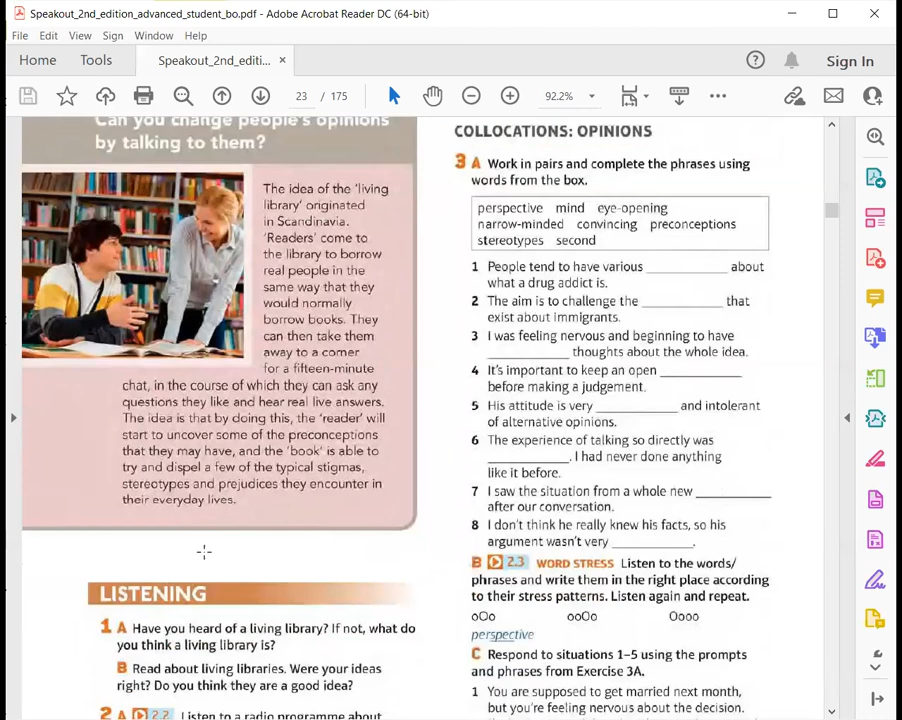 Speakout_2nd_edition_advanced_student_bo.pdf - Adobe Acrobat Reader DC (64-bit)
File Edit View Sign Window Help
Home Tools Speakout_2nd_editi... × Sign In
23 / 175 92.2%
Can you change people's opinions
by talking to them?
The idea of the 'living
library' originated
in Scandinavia.
'Readers' come to
the library to borrow
real people in the
same way that they
would normally
borrow books. They
can then take them
away to a corner
for a fifteen-minute
chat, in the course of which they can ask any
questions they like and hear real live answers.
The idea is that by doing this, the 'reader' will
start to uncover some of the preconceptions
that they may have, and the 'book' is able to
try and dispel a few of the typical stigmas,
stereotypes and prejudices they encounter in
their everyday lives.
LISTENING
1 A Have you heard of a living library? If not, what do
you think a living library is?
B Read about living libraries. Were your ideas
right? Do you think they are a good idea?
2 A 2.2 Listen to a radio programme about
COLLOCATIONS: OPINIONS
3 A Work in pairs and complete the phrases using
words from the box.
perspective mind eye-opening
narrow-minded convincing preconceptions
stereotypes second
1 People tend to have various ____________ about
what a drug addict is.
2 The aim is to challenge the ____________ that
exist about immigrants.
3 I was feeling nervous and beginning to have
____________ thoughts about the whole idea.
4 It's important to keep an open ____________
before making a judgement.
5 His attitude is very ____________ and intolerant
of alternative opinions.
6 The experience of talking so directly was
____________. I had never done anything
like it before.
7 I saw the situation from a whole new ____________
after our conversation.
8 I don't think he really knew his facts, so his
argument wasn't very ____________.
B 2.3 WORD STRESS Listen to the words/
phrases and write them in the right place according
to their stress patterns. Listen again and repeat.
oOo ooOo Oooo
perspective
C Respond to situations 1–5 using the prompts
and phrases from Exercise 3A.
1 You are supposed to get married next month,
but you're feeling nervous about the decision.